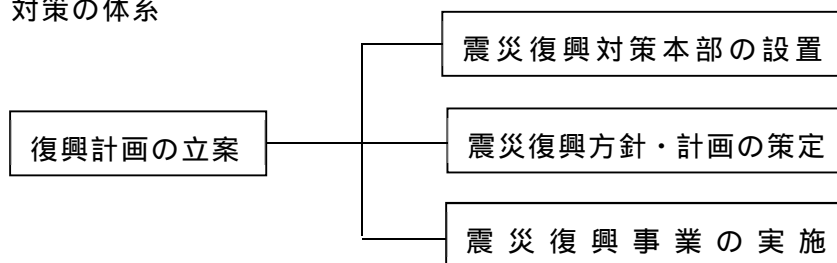 対策の体系
震災復興対策本部の設置
復興計画の立案
震災復興方針・計画の策定
震災復興事業の実施